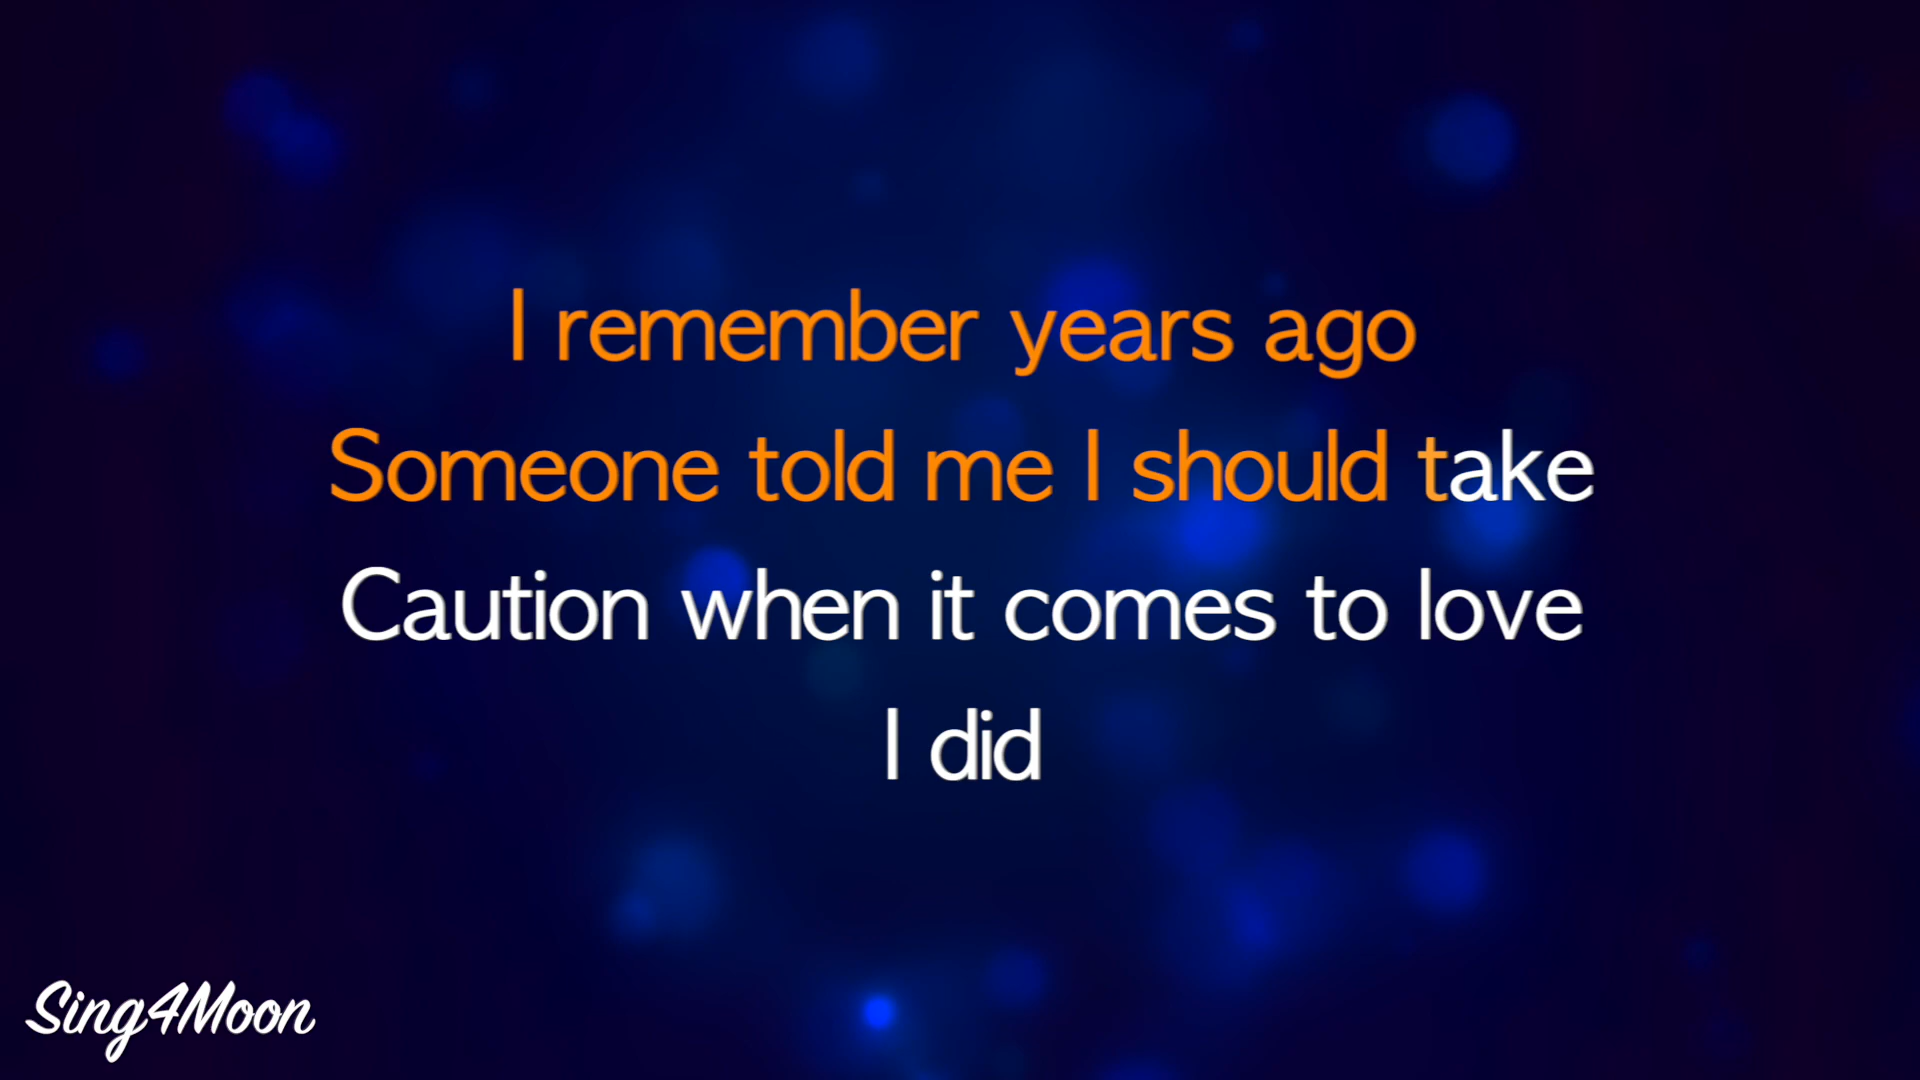 I remember years ago
Someone told me I should take
Caution when it comes to love
I did
Sing4Moon